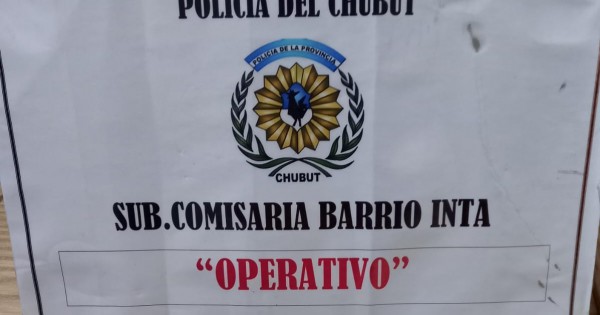 POLICIA DEL CHUBUT
POLICIA DE LA PROVINCIA
CHUBUT
SUB.COMISARIA BARRIO INTA
“OPERATIVO”